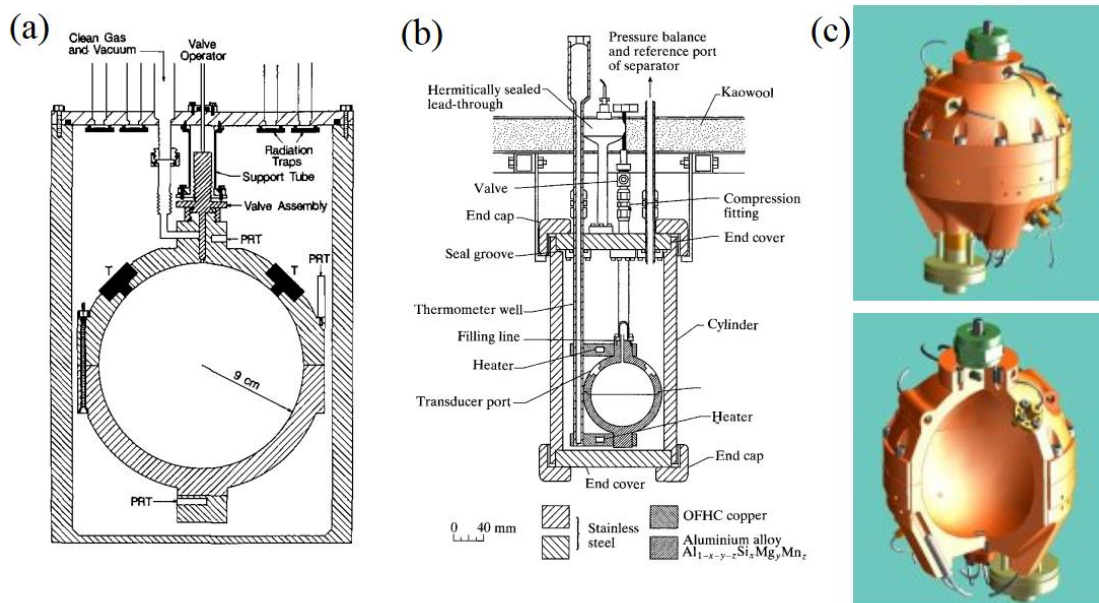 (a)
Clean Gas
and Vacuum
Valve
Operator
Radiation
Traps
Support Tube
Valve Assembly
PRT
T
T
PRT
9 cm
PRT
(b)
Pressure balance
and reference port
of separator
Hermitically sealed
lead-through
Kaowool
Valve
Compression
fitting
End cap
End cover
Seal groove
Thermometer well
Filling line
Cylinder
Heater
Transducer port
Heater
End cap
End cover
0 40 mm
Stainless
steel
OFHC copper
Aluminium alloy
Al1-x-y-zSixMgyMnz
(c)